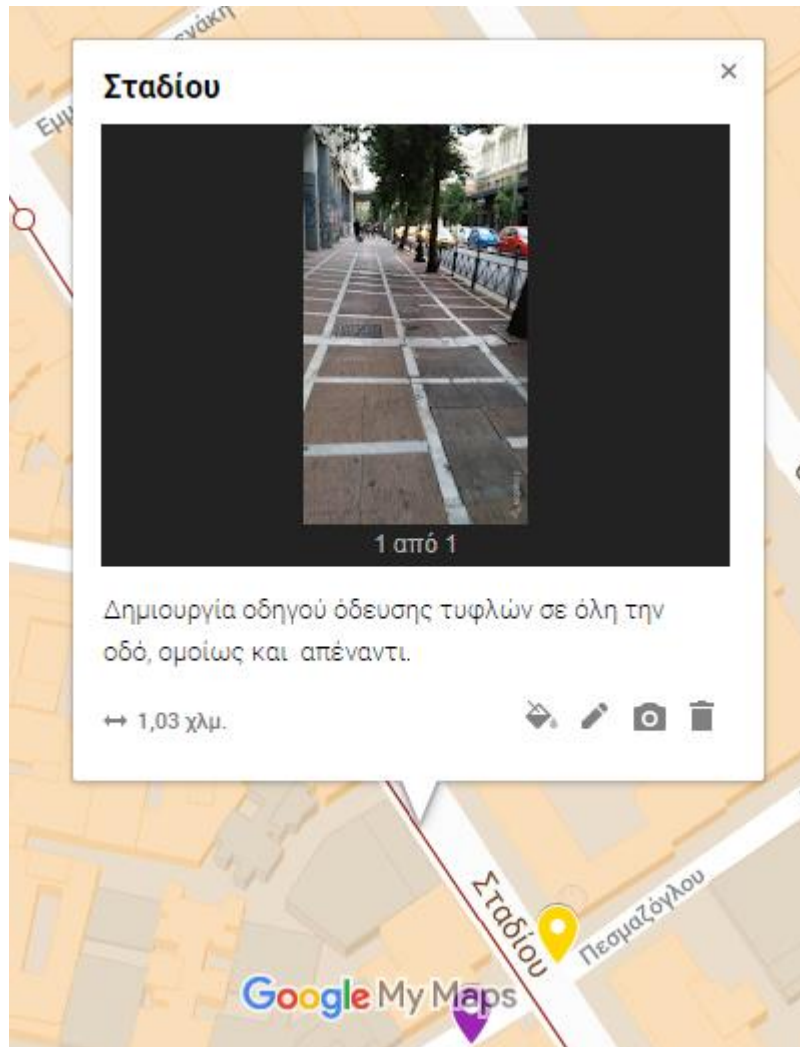 Σταδίου
1 από 1
Δημιουργία οδηγού όδευσης τυφλών σε όλη την
οδό, ομοίως και απέναντι.
1,03 χλμ.
Σταδίου
Πεσμαζόγλου
Google My Maps